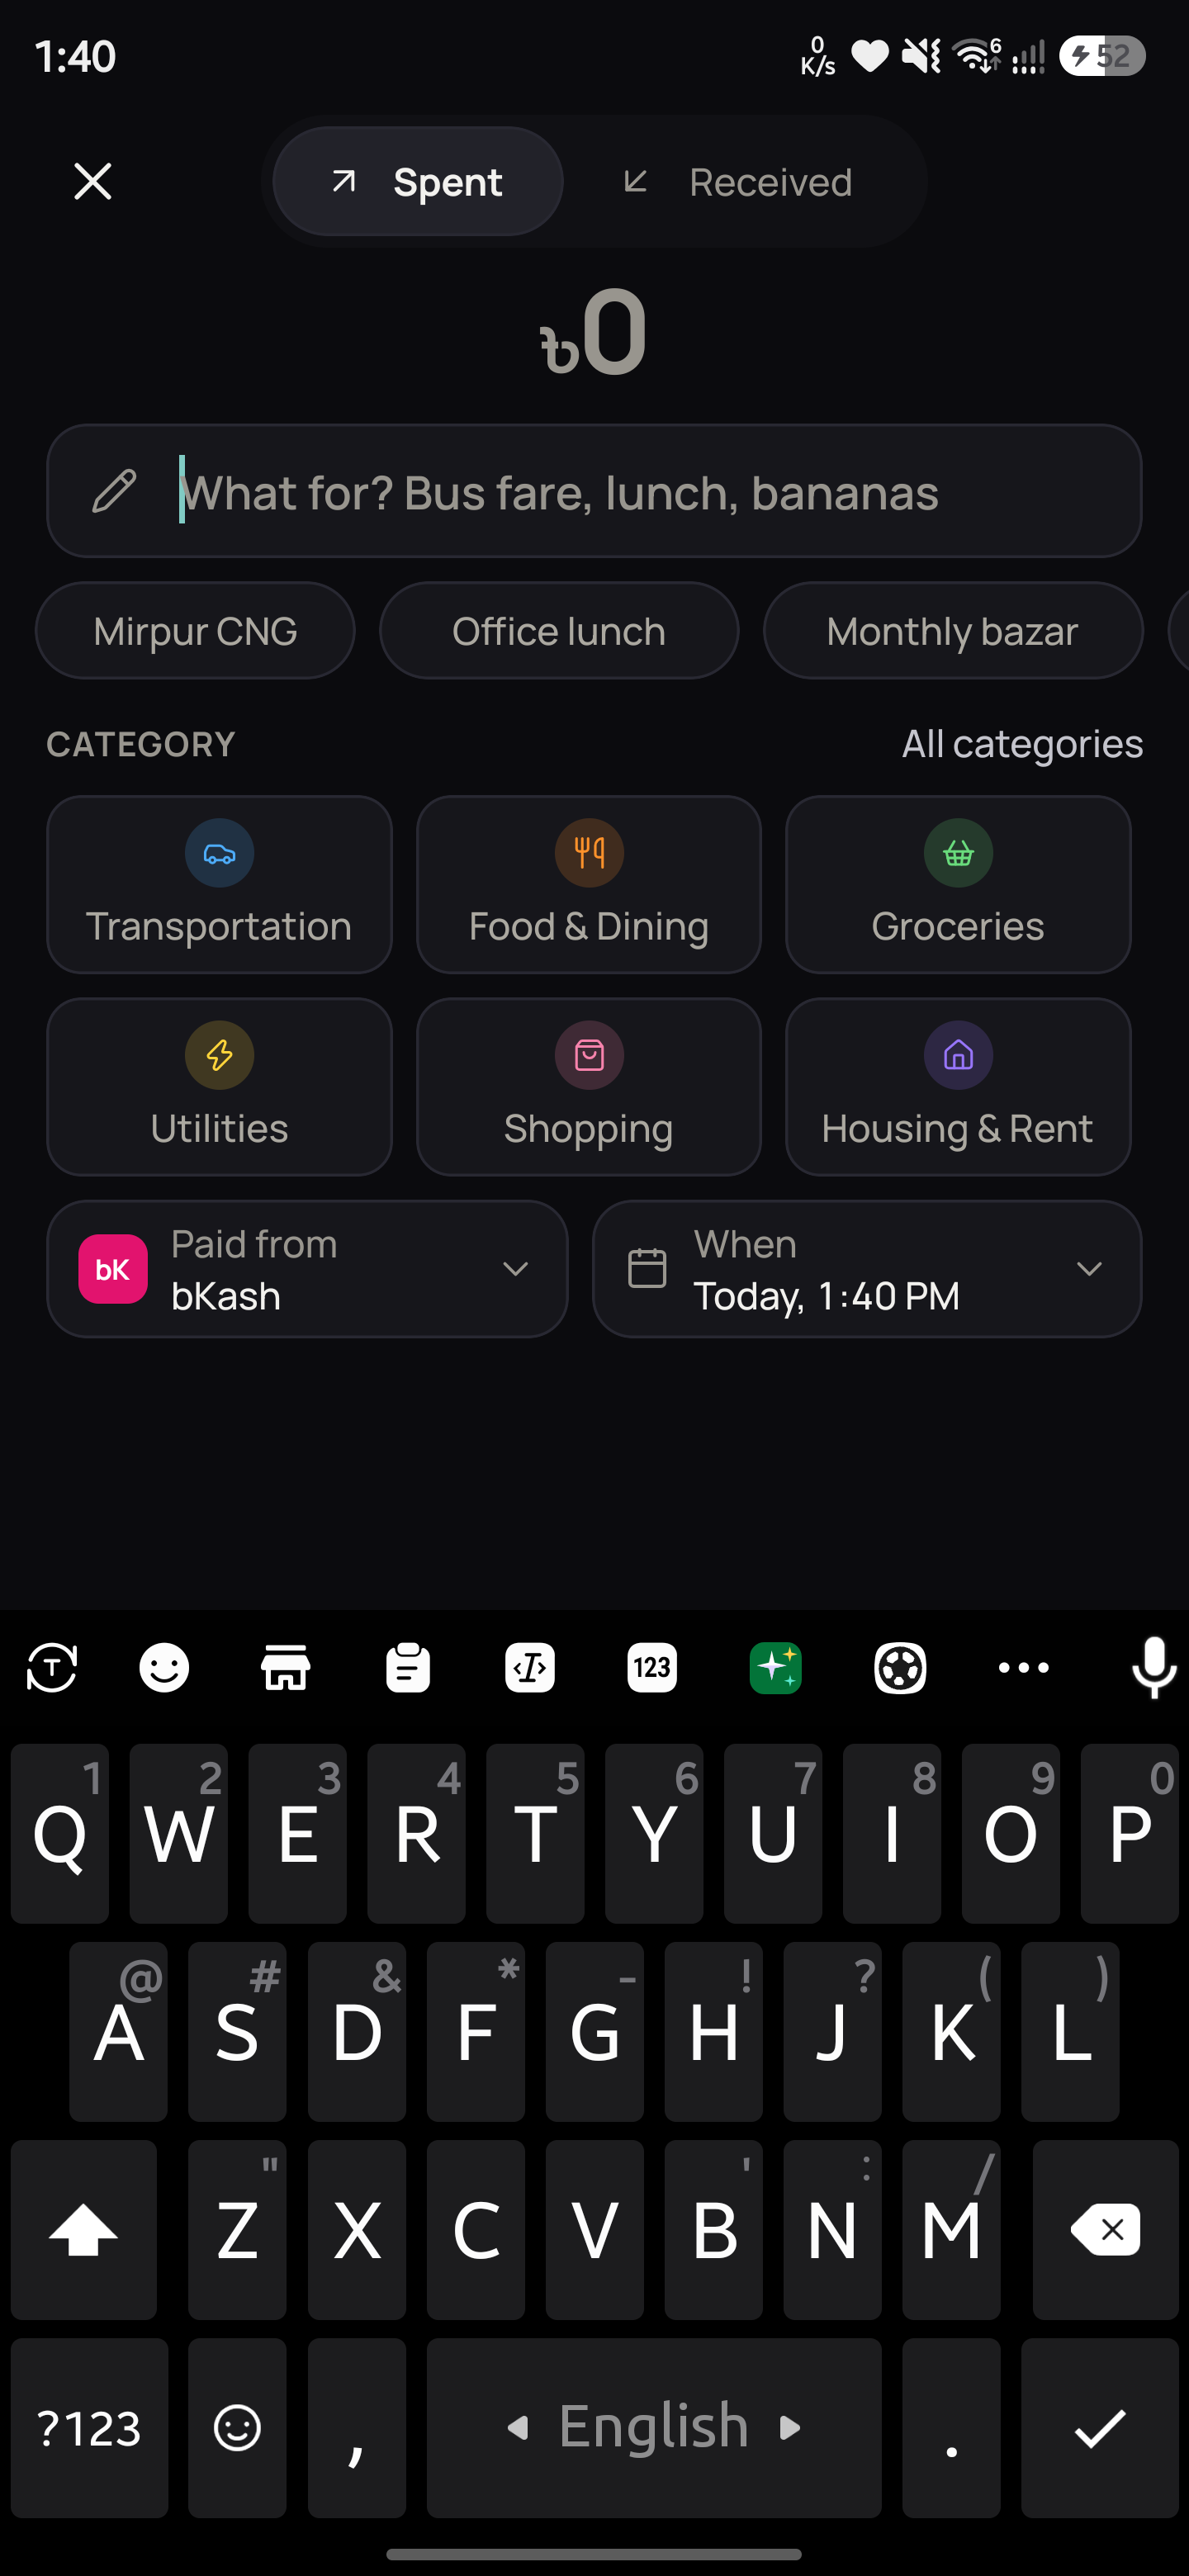 1:40
0
K/s
6
52
Spent
Received
৳0
What for? Bus fare, lunch, bananas
Mirpur CNG
Office lunch
Monthly bazar
CATEGORY
All categories
Transportation
Food & Dining
Groceries
Utilities
Shopping
Housing & Rent
bK
Paid from
bKash
When
Today, 1:40 PM
T
123
1 2 3 4 5 6 7 8 9 0
Q W E R T Y U I O P
@ # & * - ! ? ( )
A S D F G H J K L
" ' : /
Z X C V B N M
?123
,
English
.